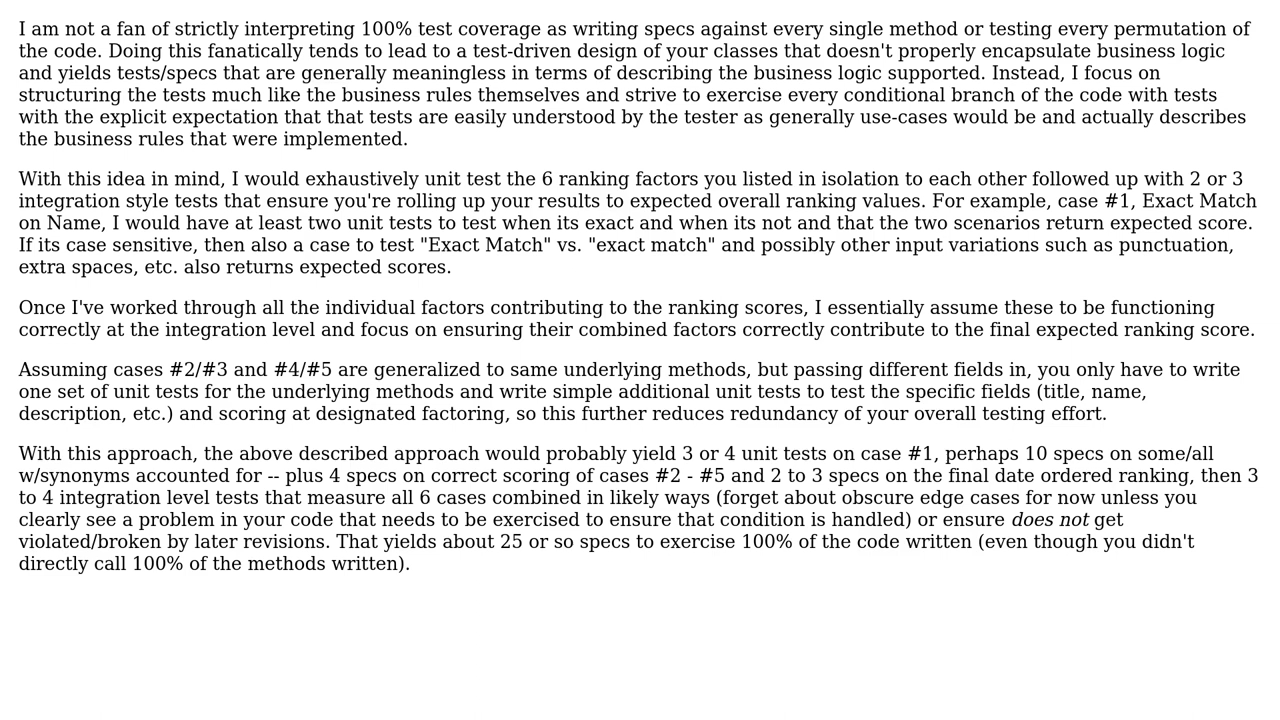 I am not a fan of strictly interpreting 100% test coverage as writing specs against every single method or testing every permutation of
the code. Doing this fanatically tends to lead to a test-driven design of your classes that doesn't properly encapsulate business logic
and yields tests/specs that are generally meaningless in terms of describing the business logic supported. Instead, I focus on
structuring the tests much like the business rules themselves and strive to exercise every conditional branch of the code with tests
with the explicit expectation that that tests are easily understood by the tester as generally use-cases would be and actually describes
the business rules that were implemented.
With this idea in mind, I would exhaustively unit test the 6 ranking factors you listed in isolation to each other followed up with 2 or 3
integration style tests that ensure you're rolling up your results to expected overall ranking values. For example, case #1, Exact Match
on Name, I would have at least two unit tests to test when its exact and when its not and that the two scenarios return expected score.
If its case sensitive, then also a case to test "Exact Match" vs. "exact match" and possibly other input variations such as punctuation,
extra spaces, etc. also returns expected scores.
Once I've worked through all the individual factors contributing to the ranking scores, I essentially assume these to be functioning
correctly at the integration level and focus on ensuring their combined factors correctly contribute to the final expected ranking score.
Assuming cases #2/#3 and #4/#5 are generalized to same underlying methods, but passing different fields in, you only have to write
one set of unit tests for the underlying methods and write simple additional unit tests to test the specific fields (title, name,
description, etc.) and scoring at designated factoring, so this further reduces redundancy of your overall testing effort.
With this approach, the above described approach would probably yield 3 or 4 unit tests on case #1, perhaps 10 specs on some/all
w/synonyms accounted for -- plus 4 specs on correct scoring of cases #2 - #5 and 2 to 3 specs on the final date ordered ranking, then 3
to 4 integration level tests that measure all 6 cases combined in likely ways (forget about obscure edge cases for now unless you
clearly see a problem in your code that needs to be exercised to ensure that condition is handled) or ensure does not get
violated/broken by later revisions. That yields about 25 or so specs to exercise 100% of the code written (even though you didn't
directly call 100% of the methods written).